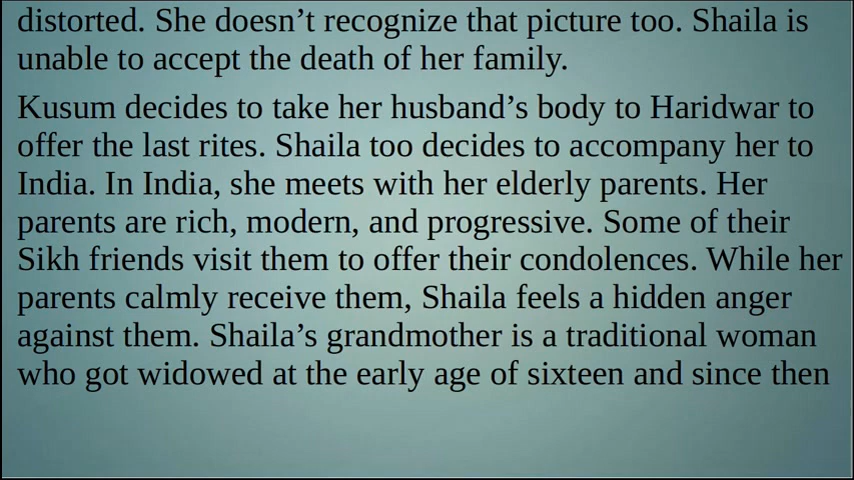 distorted. She doesn’t recognize that picture too. Shaila is
unable to accept the death of her family.
Kusum decides to take her husband’s body to Haridwar to
offer the last rites. Shaila too decides to accompany her to
India. In India, she meets with her elderly parents. Her
parents are rich, modern, and progressive. Some of their
Sikh friends visit them to offer their condolences. While her
parents calmly receive them, Shaila feels a hidden anger
against them. Shaila’s grandmother is a traditional woman
who got widowed at the early age of sixteen and since then